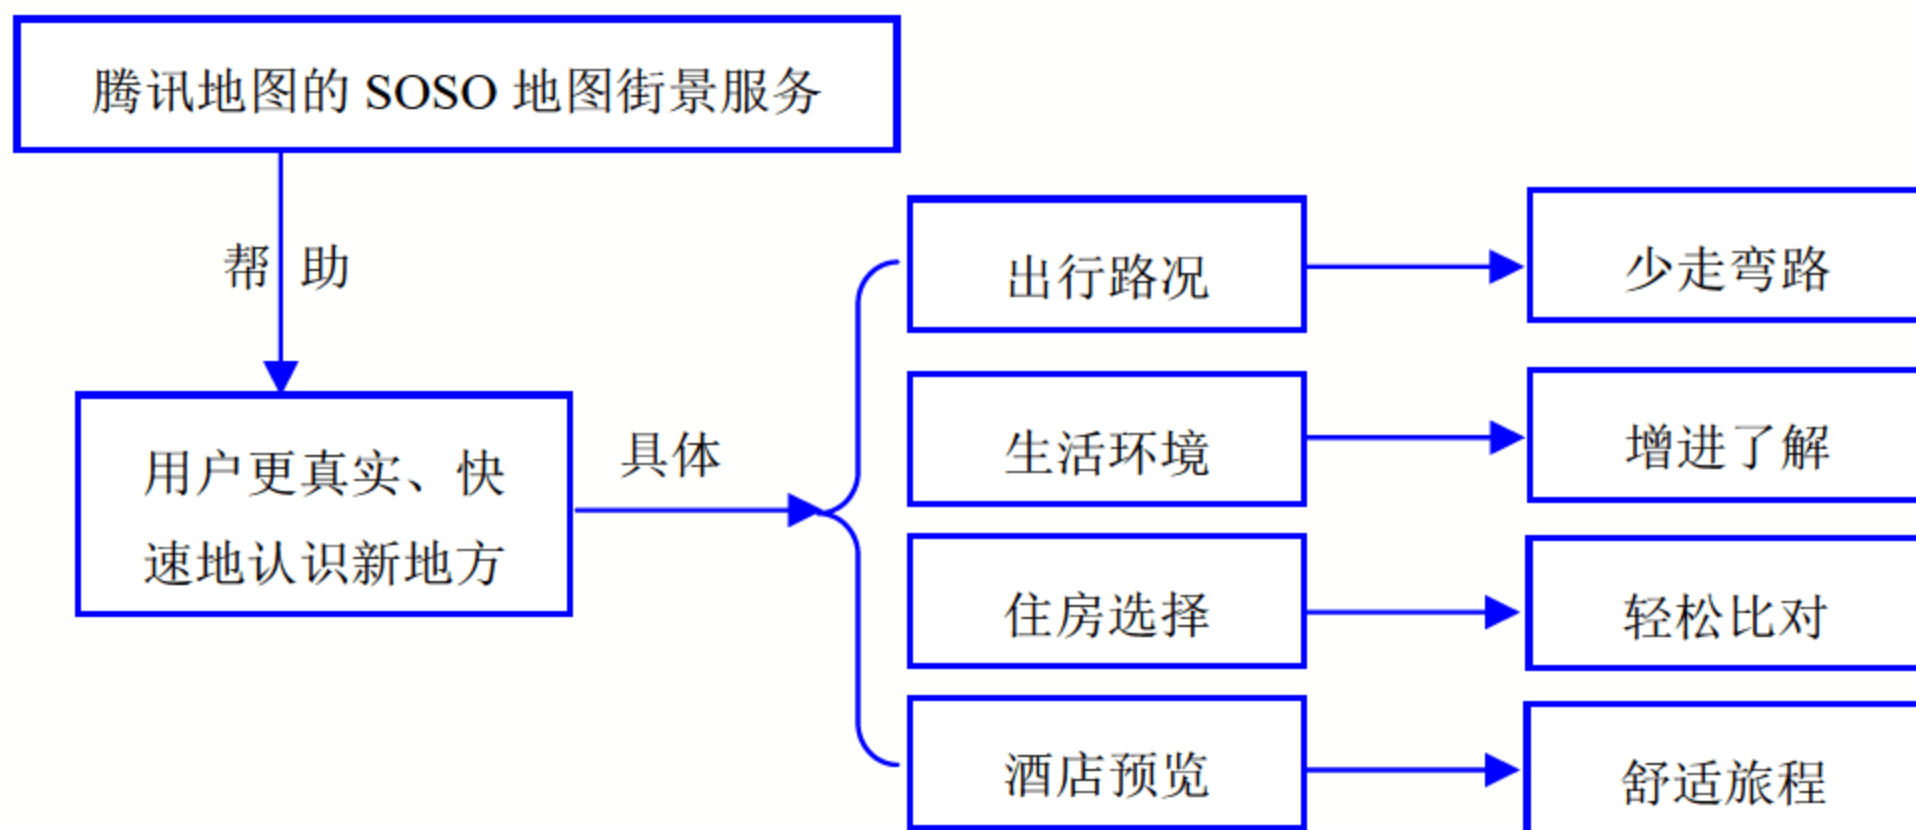 腾讯地图的 SOSO 地图街景服务
帮 助
用户更真实、快
速地认识新地方
具体
出行路况
少走弯路
生活环境
增进了解
住房选择
轻松比对
酒店预览
舒适旅程